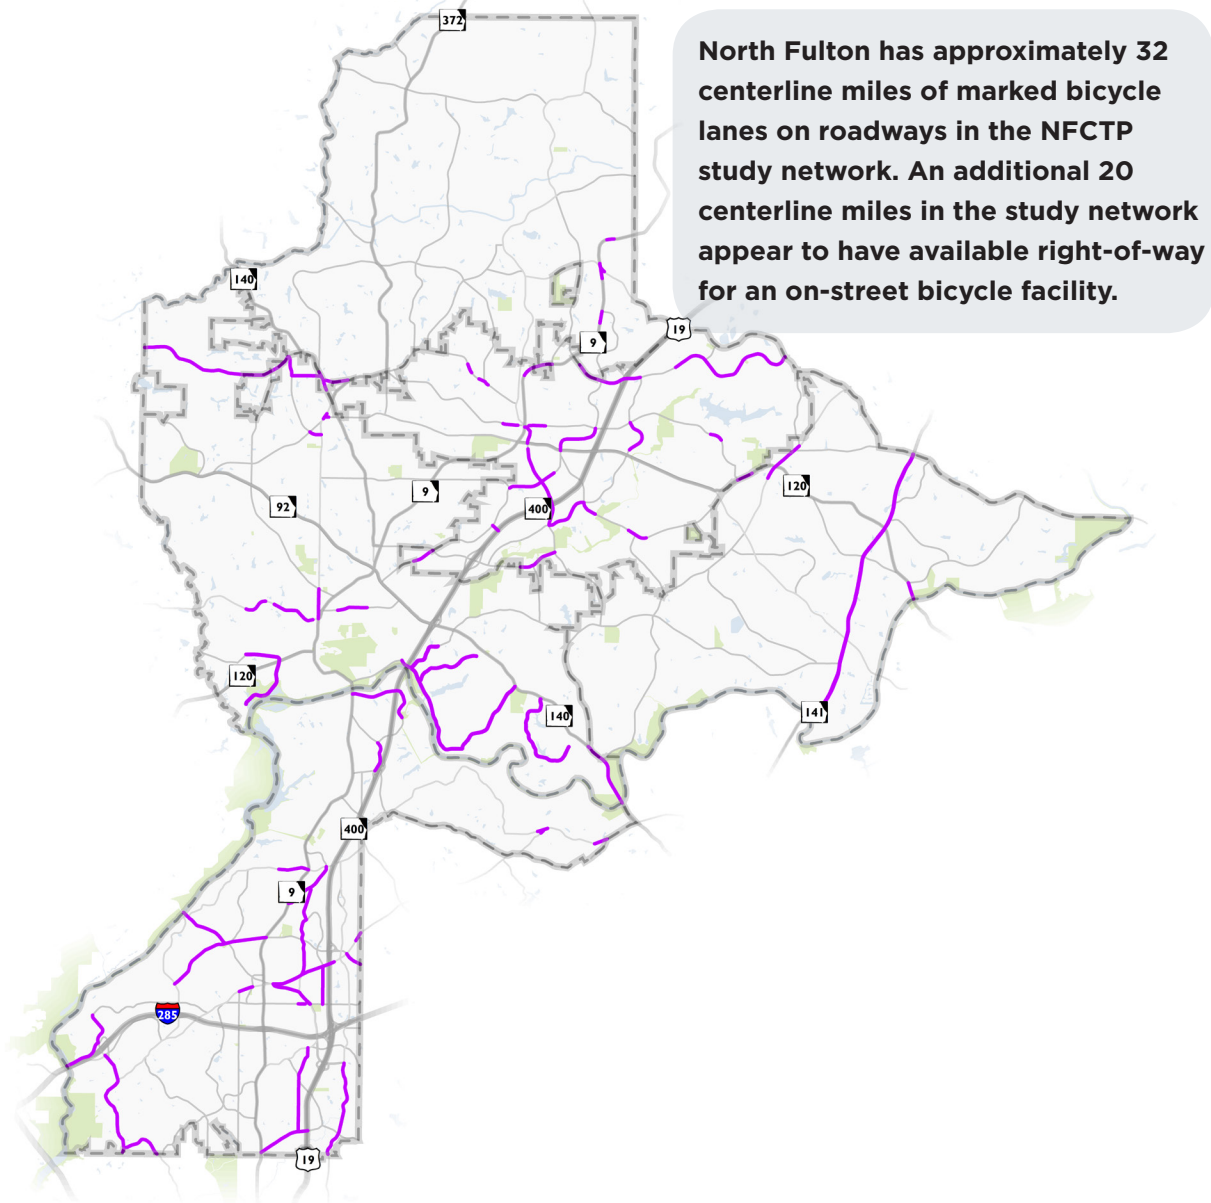 372
North Fulton has approximately 32
centerline miles of marked bicycle
lanes on roadways in the NFCTP
study network. An additional 20
centerline miles in the study network
appear to have available right-of-way
for an on-street bicycle facility.
140
19
9
120
9
92
400
120
141
140
400
9
285
19